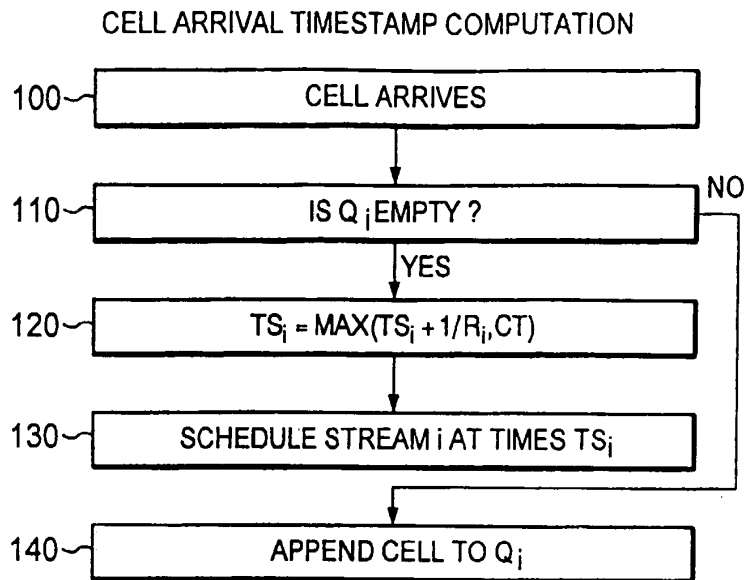 CELL ARRIVAL TIMESTAMP COMPUTATION
100 CELL ARRIVES
110 IS Q i EMPTY ?
NO
YES
120 TSi = MAX(TSi + 1/Ri,CT)
130 SCHEDULE STREAM i AT TIMES TSi
140 APPEND CELL TO Qi